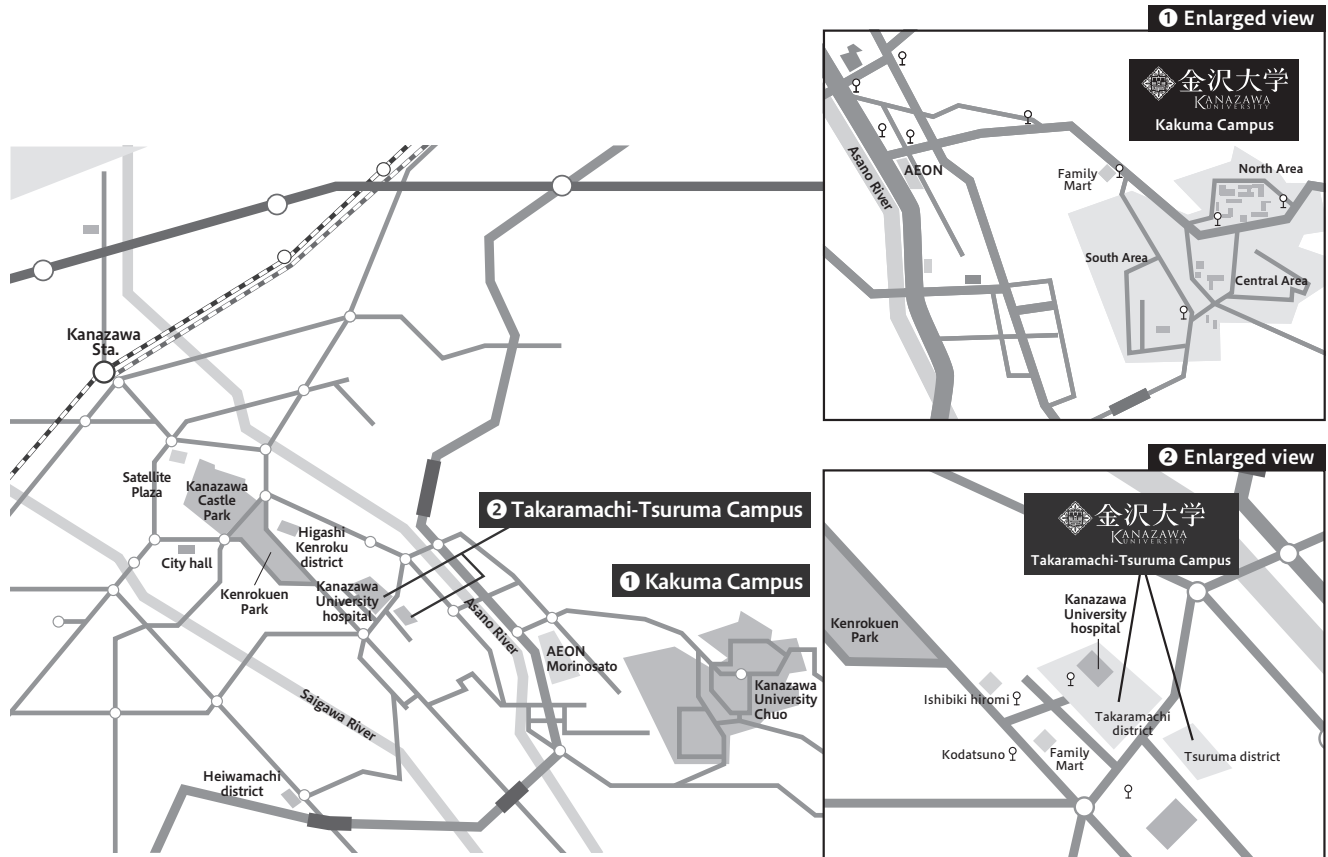 ❶ Enlarged view
金沢大学
KANAZAWA
UNIVERSITY
Kakuma Campus
North Area
Family
Mart
AEON
Asano River
South Area
Central Area
Kanazawa
Sta.
Satellite
Plaza
Kanazawa
Castle
Park
City hall
Higashi
Kenroku
district
Kenrokuen
Park
Kanazawa
University
hospital
❷ Takaramachi-Tsuruma Campus
❶ Kakuma Campus
Asano River
AEON
Morinosato
Kanazawa
University
Chuo
Saigawa River
Heiwamachi
district
❷ Enlarged view
金沢大学
KANAZAWA
UNIVERSITY
Takaramachi-Tsuruma Campus
Kanazawa
University
hospital
Kenrokuen
Park
Ishibiki hiromi
Takaramachi
district
Kodatsuno
Family
Mart
Tsuruma district